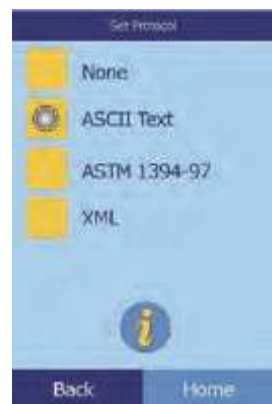 Set Protocol
None
ASCII Text
ASTM 1394-97
XML
i
Back
Home